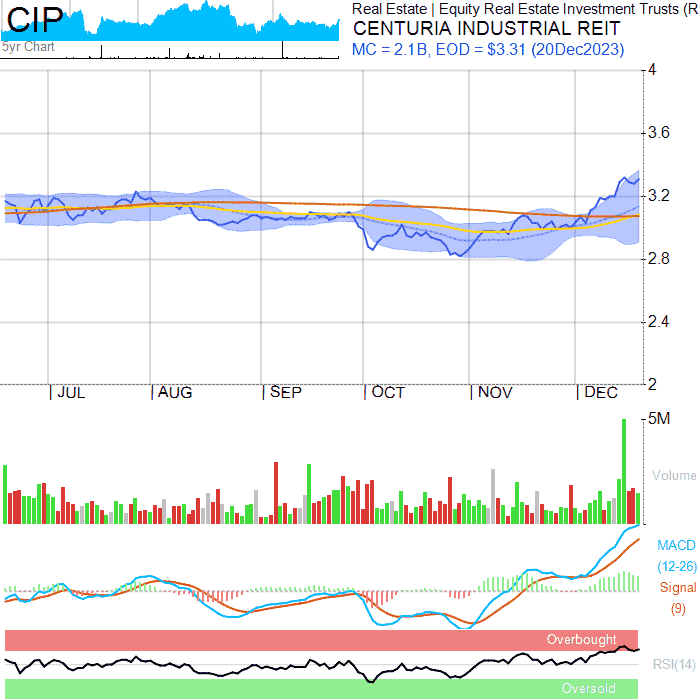 CIP
5yr Chart
Real Estate | Equity Real Estate Investment Trusts (R
CENTURIA INDUSTRIAL REIT
MC = 2.1B, EOD = $3.31 (20Dec2023)
4
3.6
3.2
2.8
2.4
2
| JUL | AUG | SEP | OCT | NOV | DEC
5M
Volume
MACD
(12-26)
Signal
(9)
Overbought
RSI(14)
Oversold